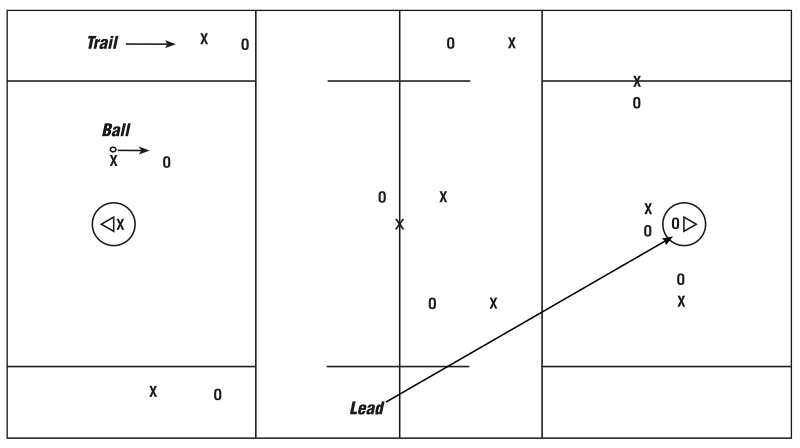 Trail X O O X
X
O
Ball
X O
O X X
X X O O
O
O X X
X O
Lead